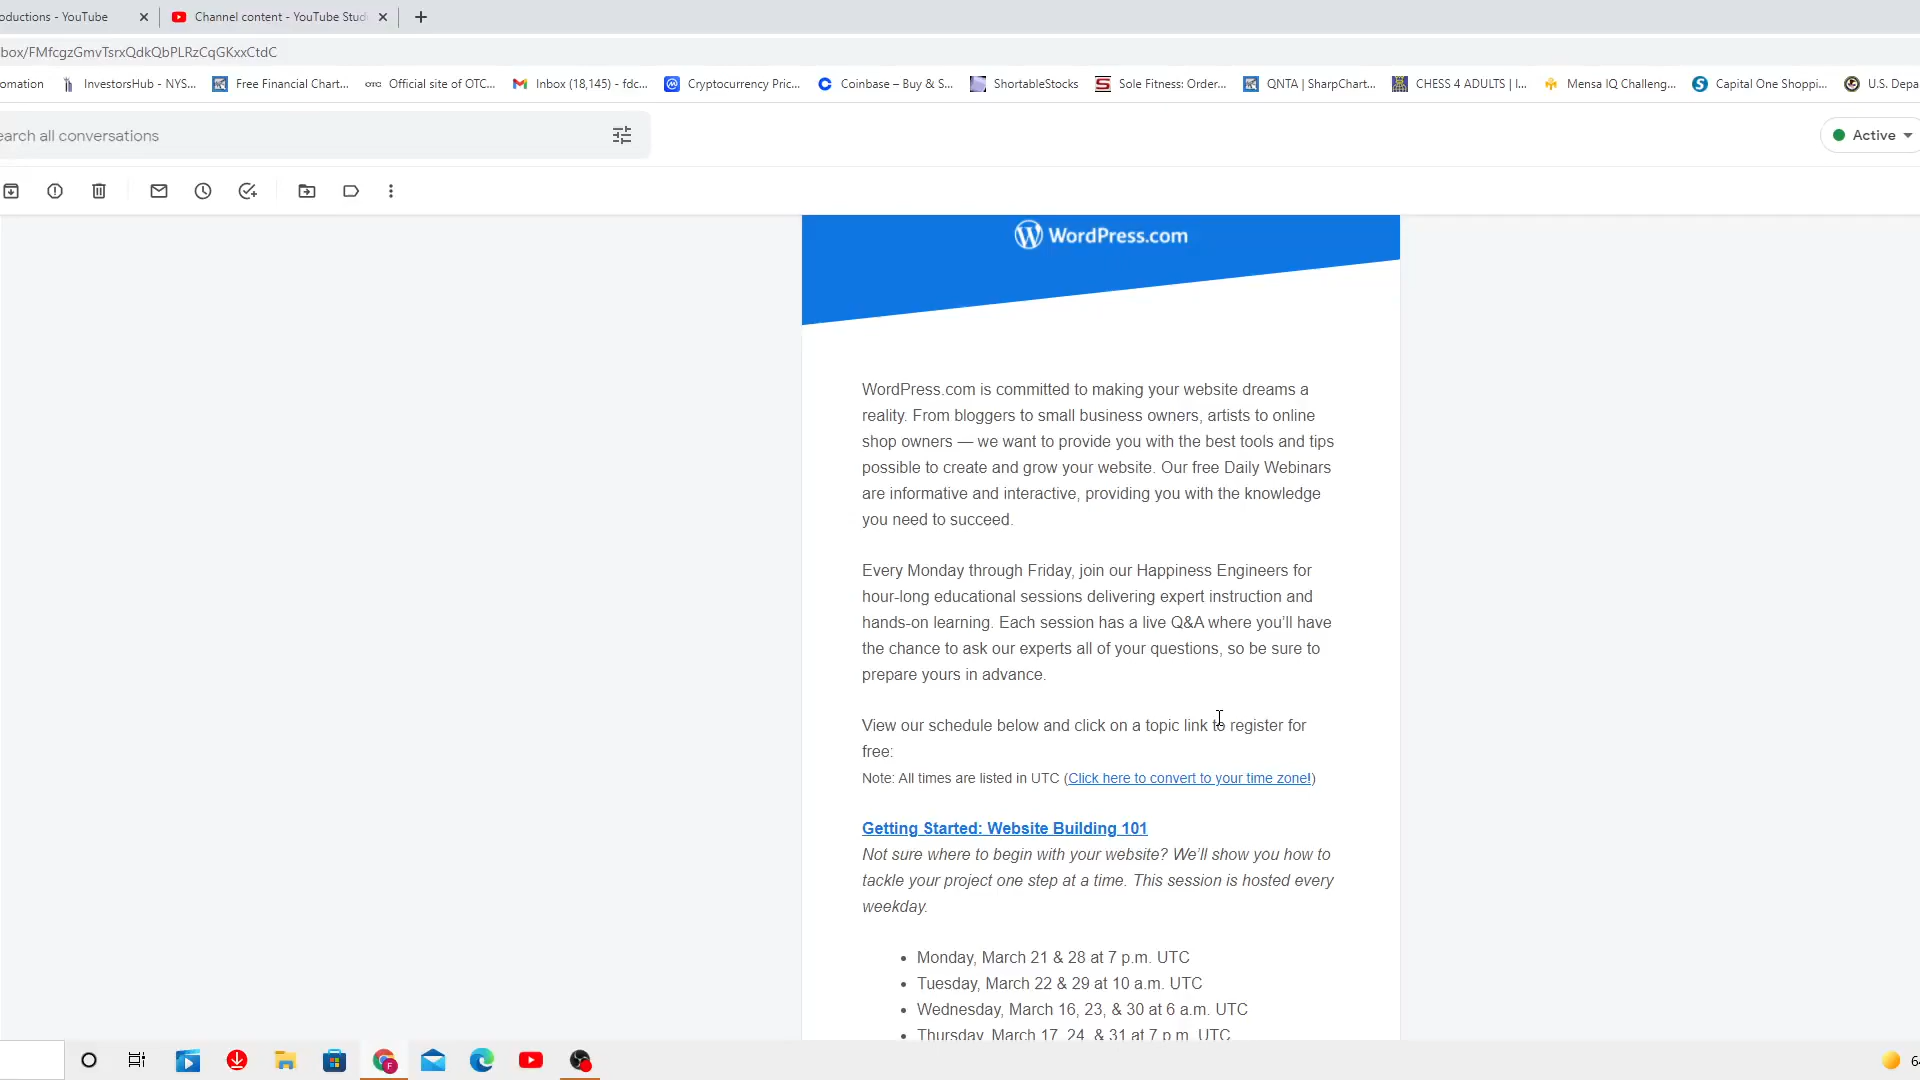 oductions - YouTube
Channel content - YouTube Stud
box/FMfcgzGmvTsrxQdkQbPLRzCqGKxxCtdC
omation
InvestorsHub - NYS...
Free Financial Chart...
OTC
Official site of OTC...
Inbox (18,145) - fdc...
Cryptocurrency Pric...
Coinbase – Buy & S...
ShortableStocks
Sole Fitness: Order...
QNTA | SharpChart...
CHESS 4 ADULTS | I...
Mensa IQ Challeng...
Capital One Shoppi...
U.S. Depa
earch all conversations
Active
WordPress.com
WordPress.com is committed to making your website dreams a
reality. From bloggers to small business owners, artists to online
shop owners — we want to provide you with the best tools and tips
possible to create and grow your website. Our free Daily Webinars
are informative and interactive, providing you with the knowledge
you need to succeed.
Every Monday through Friday, join our Happiness Engineers for
hour-long educational sessions delivering expert instruction and
hands-on learning. Each session has a live Q&A where you'll have
the chance to ask our experts all of your questions, so be sure to
prepare yours in advance.
View our schedule below and click on a topic link to register for
free:
Note: All times are listed in UTC (Click here to convert to your time zone!)
Getting Started: Website Building 101
Not sure where to begin with your website? We'll show you how to
tackle your project one step at a time. This session is hosted every
weekday.
• Monday, March 21 & 28 at 7 p.m. UTC
• Tuesday, March 22 & 29 at 10 a.m. UTC
• Wednesday, March 16, 23, & 30 at 6 a.m. UTC
• Thursday, March 17, 24, & 31 at 7 p.m. UTC